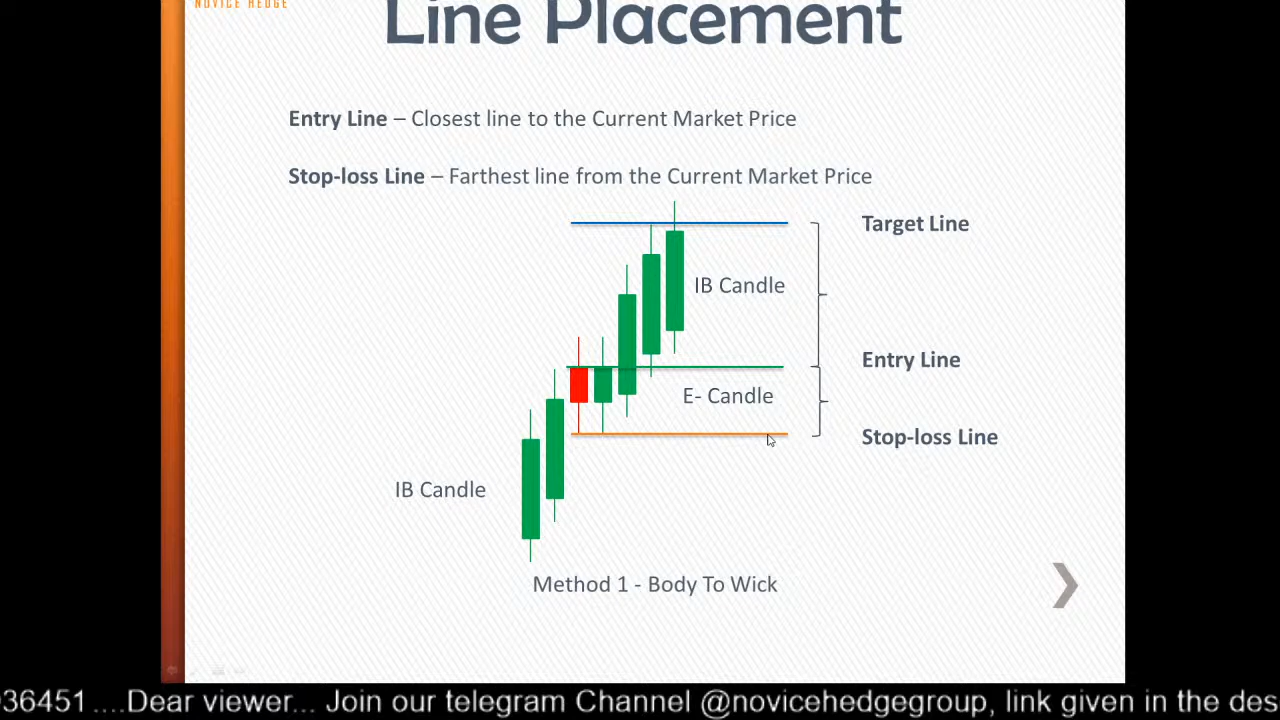 NOVICE HEDGE
Line Placement
Entry Line – Closest line to the Current Market Price
Stop-loss Line – Farthest line from the Current Market Price
Target Line
IB Candle
Entry Line
E- Candle
Stop-loss Line
IB Candle
Method 1 - Body To Wick
36451 ....Dear viewer... Join our telegram Channel @novicehedgegroup, link given in the des